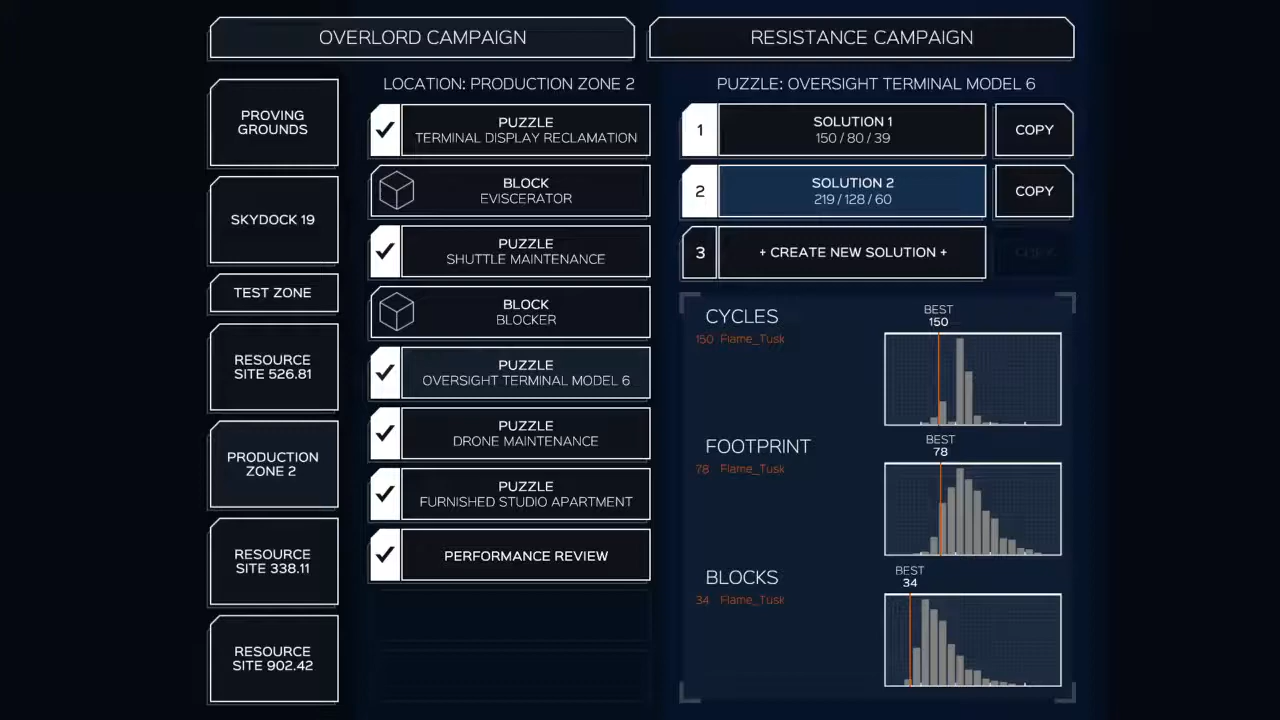 OVERLORD CAMPAIGN
RESISTANCE CAMPAIGN
PROVING
GROUNDS
SKYDOCK 19
TEST ZONE
RESOURCE
SITE 526.81
PRODUCTION
ZONE 2
RESOURCE
SITE 338.11
RESOURCE
SITE 902.42
LOCATION: PRODUCTION ZONE 2
PUZZLE
TERMINAL DISPLAY RECLAMATION
BLOCK
EVISCERATOR
PUZZLE
SHUTTLE MAINTENANCE
BLOCK
BLOCKER
PUZZLE
OVERSIGHT TERMINAL MODEL 6
PUZZLE
DRONE MAINTENANCE
PUZZLE
FURNISHED STUDIO APARTMENT
PERFORMANCE REVIEW
PUZZLE: OVERSIGHT TERMINAL MODEL 6
1
SOLUTION 1
150 / 80 / 39
COPY
2
SOLUTION 2
219 / 128 / 60
COPY
3
+ CREATE NEW SOLUTION +
COPY
CYCLES
150 Flame_Tusk
BEST
150
FOOTPRINT
78 Flame_Tusk
BEST
78
BLOCKS
34 Flame_Tusk
BEST
34